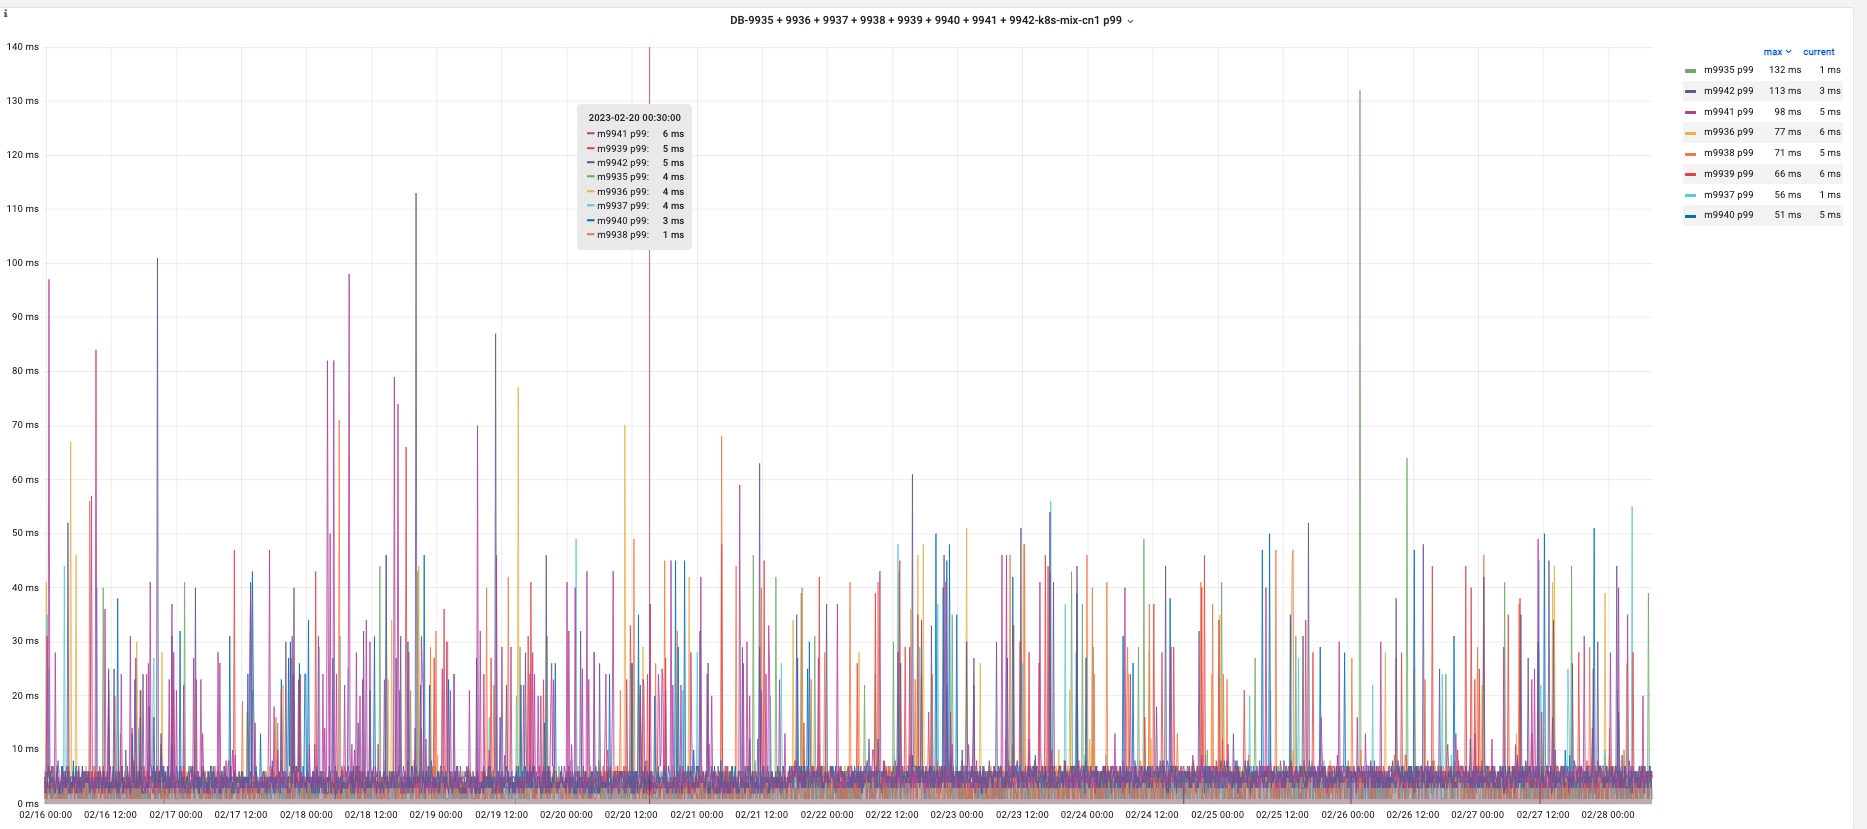 i
DB-9935 + 9936 + 9937 + 9938 + 9939 + 9940 + 9941 + 9942-k8s-mix-cn1 p99
140 ms
130 ms
120 ms
110 ms
100 ms
90 ms
80 ms
70 ms
60 ms
50 ms
40 ms
30 ms
20 ms
10 ms
0 ms
2023-02-20 00:30:00
m9941 p99: 6 ms
m9939 p99: 5 ms
m9942 p99: 5 ms
m9935 p99: 4 ms
m9936 p99: 4 ms
m9937 p99: 4 ms
m9940 p99: 3 ms
m9938 p99: 1 ms
max current
m9935 p99 132 ms 1 ms
m9942 p99 113 ms 3 ms
m9941 p99 98 ms 5 ms
m9936 p99 77 ms 6 ms
m9938 p99 71 ms 5 ms
m9939 p99 66 ms 6 ms
m9937 p99 56 ms 1 ms
m9940 p99 51 ms 5 ms
02/16 00:00 02/16 12:00 02/17 00:00 02/17 12:00 02/18 00:00 02/18 12:00 02/19 00:00 02/19 12:00 02/20 00:00 02/20 12:00 02/21 00:00 02/21 12:00 02/22 00:00 02/22 12:00 02/23 00:00 02/23 12:00 02/24 00:00 02/24 12:00 02/25 00:00 02/25 12:00 02/26 00:00 02/26 12:00 02/27 00:00 02/27 12:00 02/28 00:00